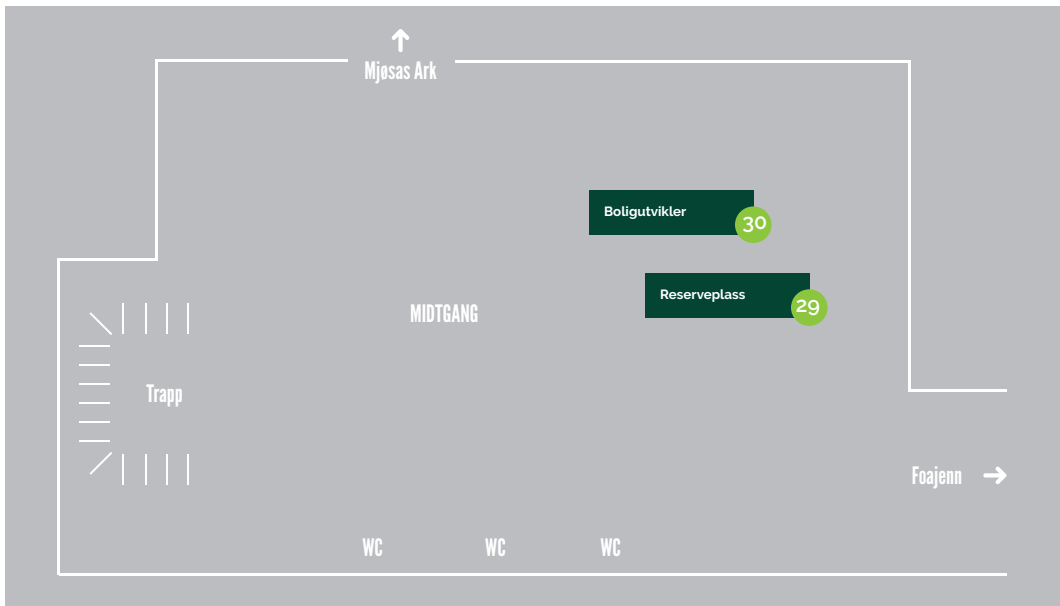 Mjøsas Ark
Boligutvikler
30
Reserveplass
29
MIDTGANG
Trapp
Foajenn
WC
WC
WC